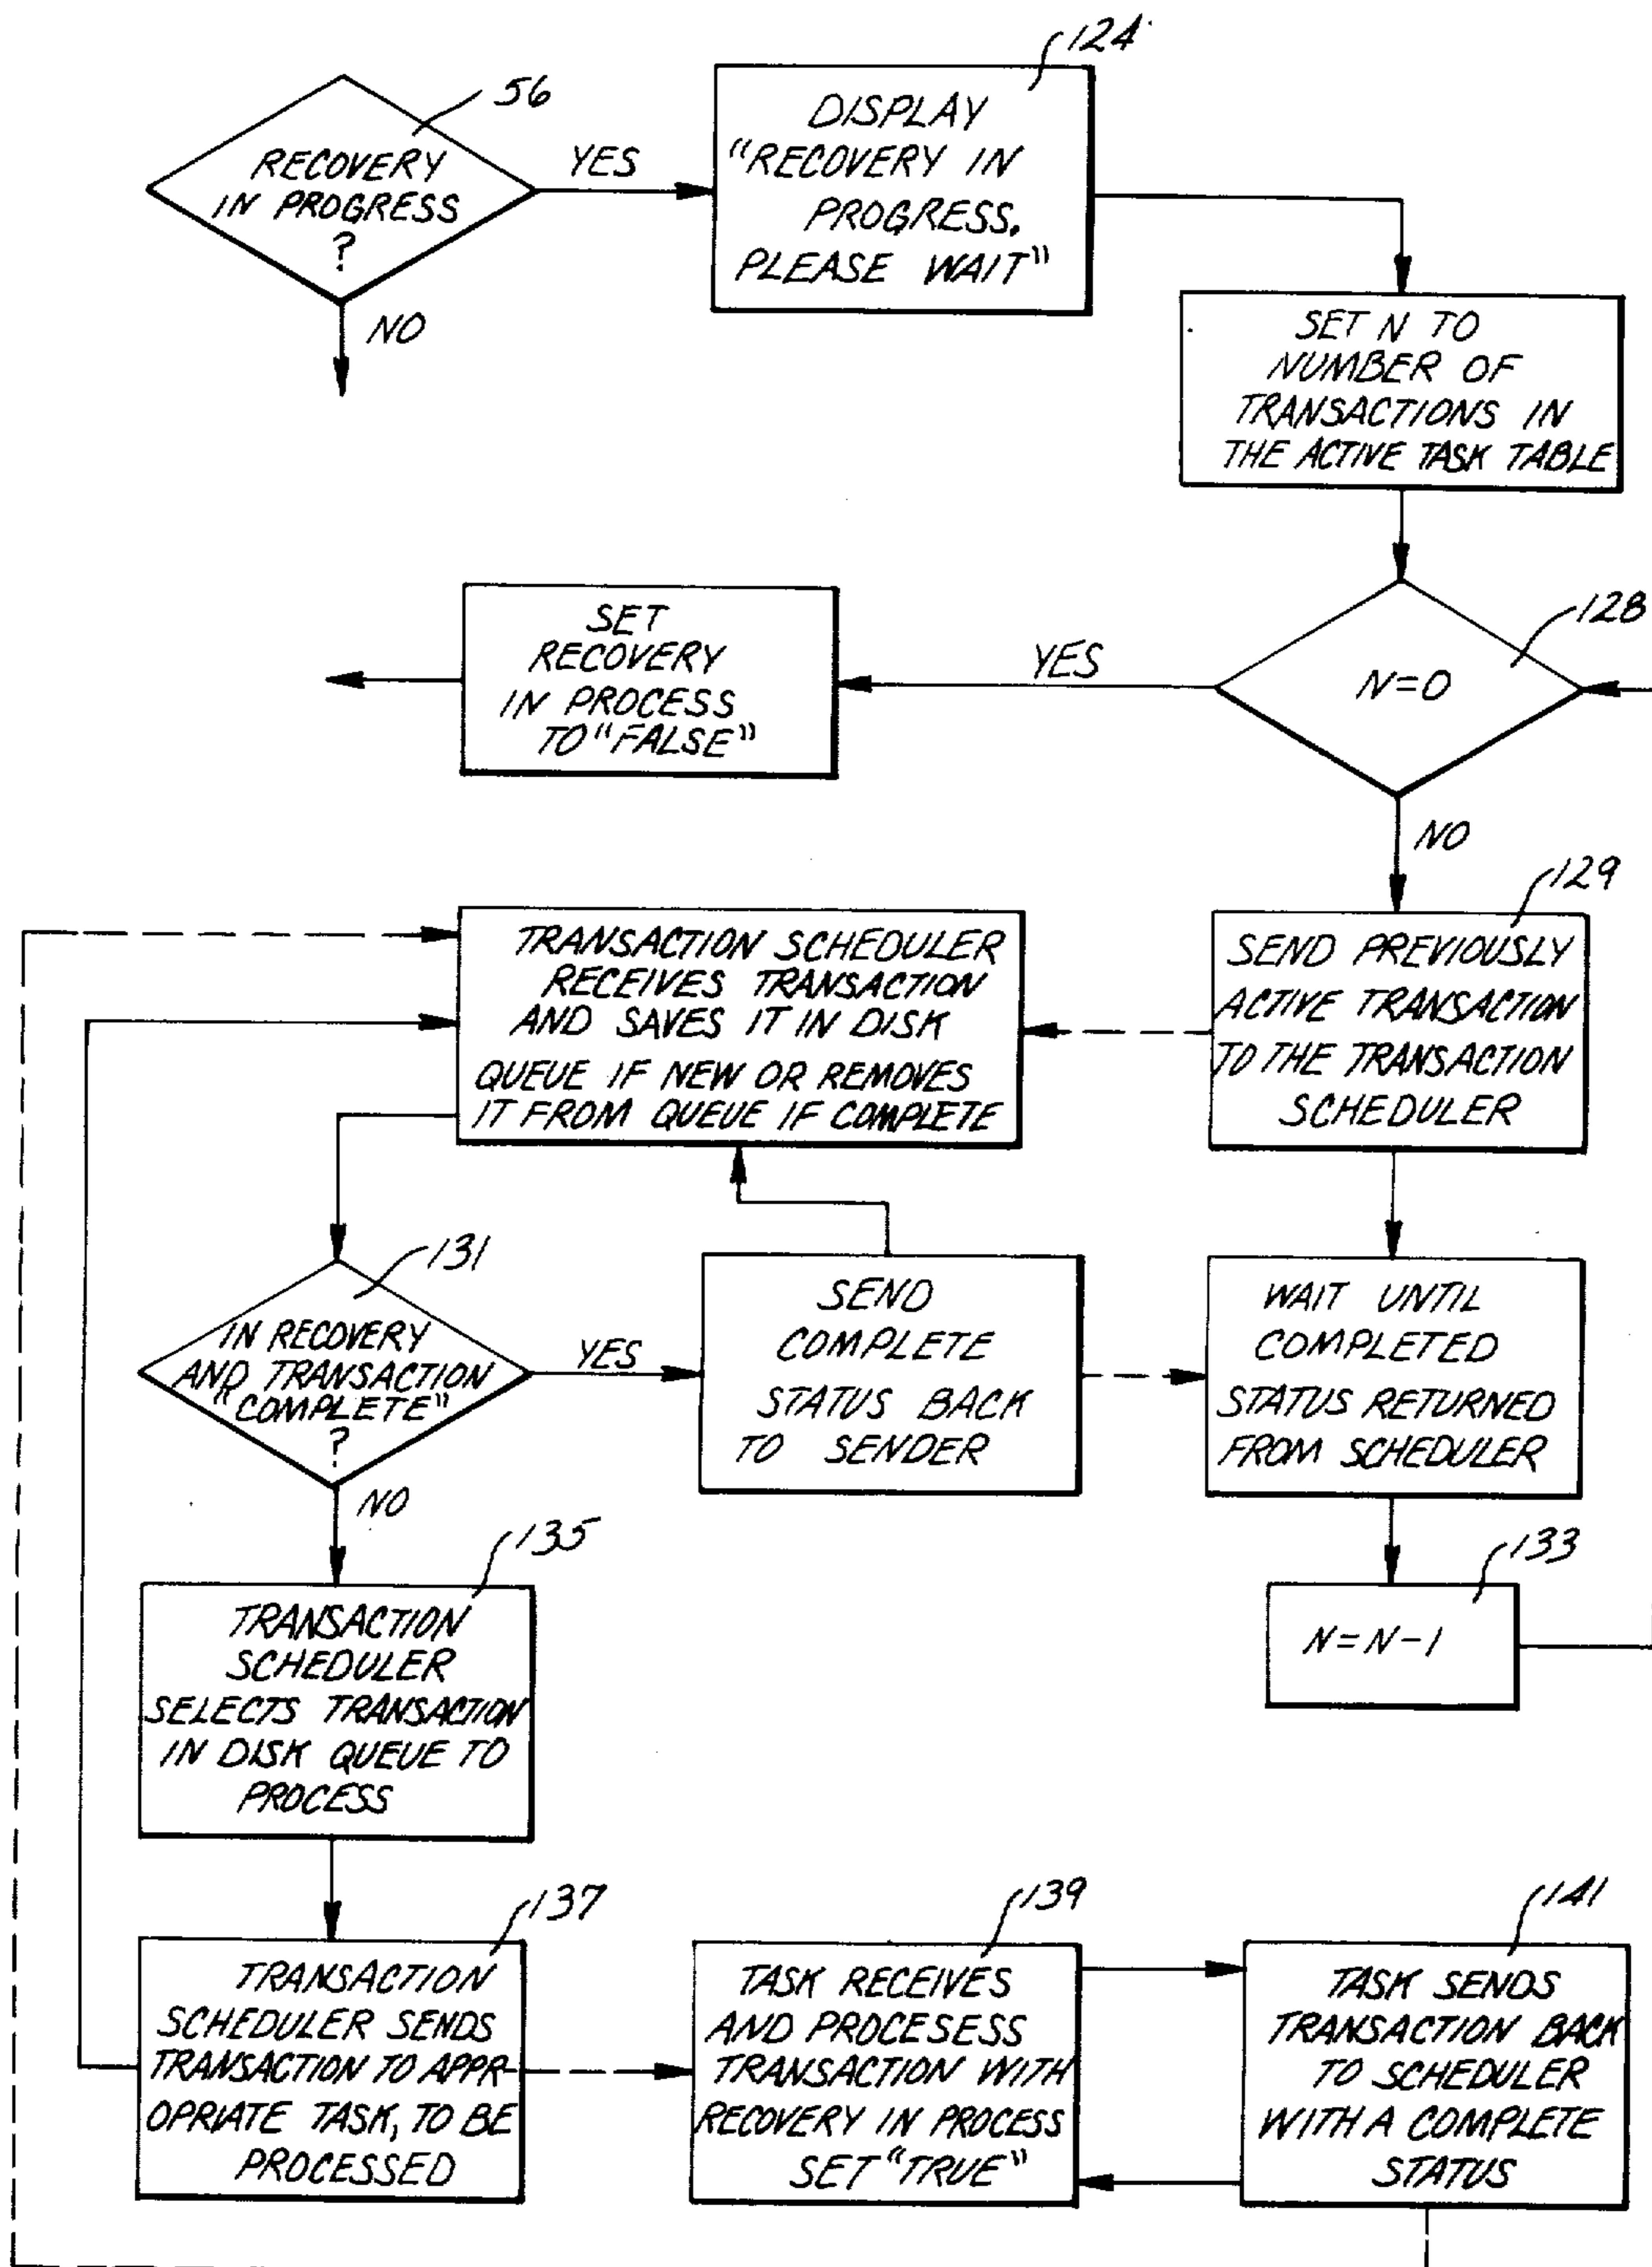 56
RECOVERY
IN PROGRESS
?
YES
NO
124
DISPLAY
"RECOVERY IN
PROGRESS.
PLEASE WAIT"
SET N TO
NUMBER OF
TRANSACTIONS IN
THE ACTIVE TASK TABLE
128
N=0
YES
NO
SET
RECOVERY
IN PROCESS
TO "FALSE"
129
SEND PREVIOUSLY
ACTIVE TRANSACTION
TO THE TRANSACTION
SCHEDULER
TRANSACTION SCHEDULER
RECEIVES TRANSACTION
AND SAVES IT IN DISK
QUEUE IF NEW OR REMOVES
IT FROM QUEUE IF COMPLETE
131
IN RECOVERY
AND TRANSACTION
"COMPLETE"
?
YES
NO
SEND
COMPLETE
STATUS BACK
TO SENDER
WAIT UNTIL
COMPLETED
STATUS RETURNED
FROM SCHEDULER
133
N=N-1
135
TRANSACTION
SCHEDULER
SELECTS TRANSACTION
IN DISK QUEUE TO
PROCESS
137
TRANSACTION
SCHEDULER SENDS
TRANSACTION TO APPR-
OPRIATE TASK, TO BE
PROCESSED
139
TASK RECEIVES
AND PROCESESS
TRANSACTION WITH
RECOVERY IN PROCESS
SET "TRUE"
141
TASK SENDS
TRANSACTION BACK
TO SCHEDULER
WITH A COMPLETE
STATUS